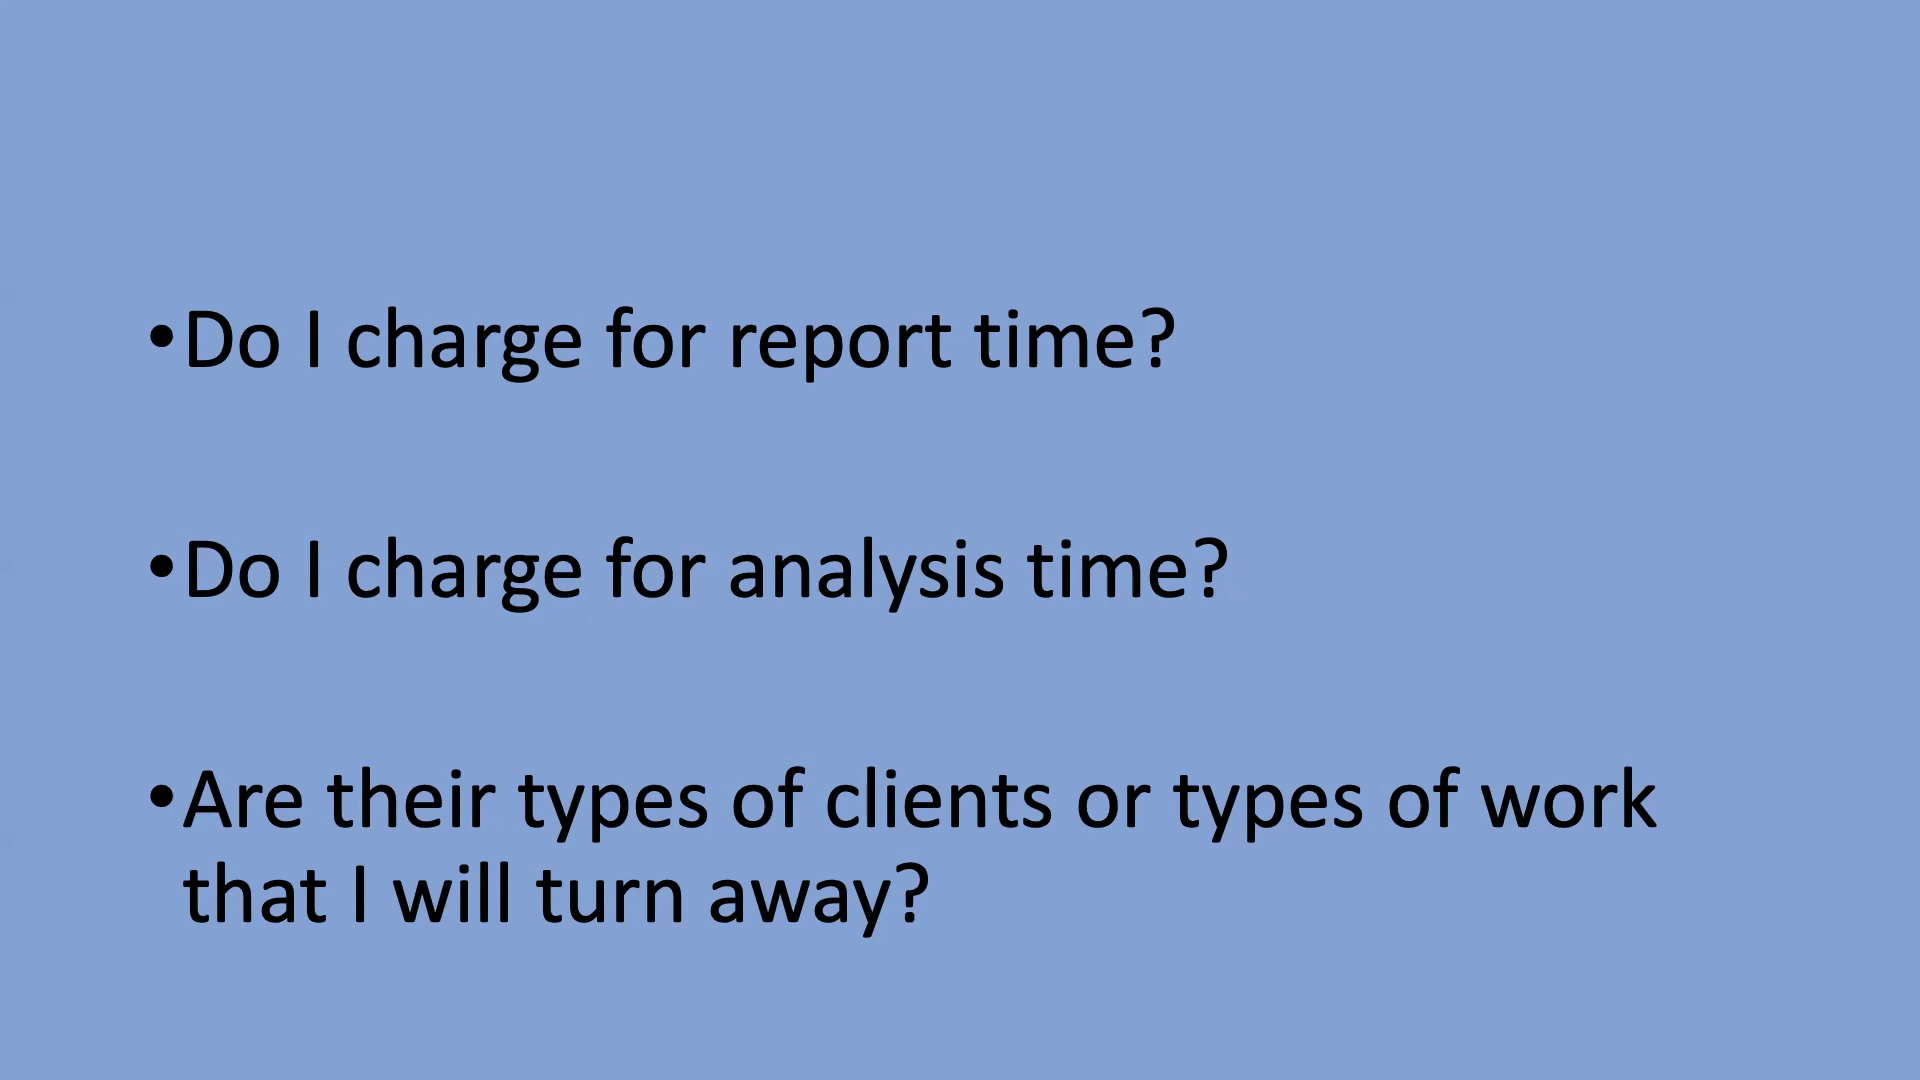 •Do I charge for report time?
•Do I charge for analysis time?
•Are their types of clients or types of work
that I will turn away?